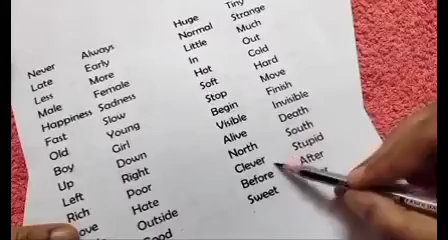 Never Always
Late Early
Less More
Male Female
Happiness Sadness
Fast Slow
Old Young
Boy Girl
Up Down
Left Right
Rich Poor
ove Hate
Outside
Good
Huge Tiny
Normal Strange
Little Much
In Out
Hot Cold
Soft Hard
Stop Move
Begin Finish
Visible Invisible
Alive Death
North South
Clever Stupid
Before After
Sweet